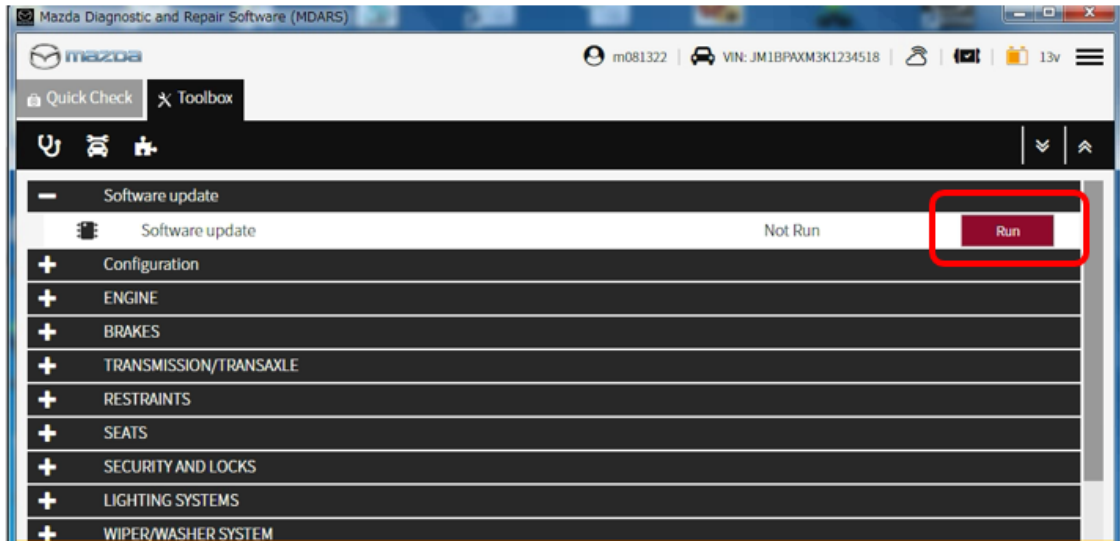 Mazda Diagnostic and Repair Software (MDARS)
mazda m081322 VIN: JM1BPAXM3K1234518 13v
Quick Check Toolbox
Software update
Software update Not Run Run
Configuration
ENGINE
BRAKES
TRANSMISSION/TRANSAXLE
RESTRAINTS
SEATS
SECURITY AND LOCKS
LIGHTING SYSTEMS
WIPER/WASHER SYSTEM